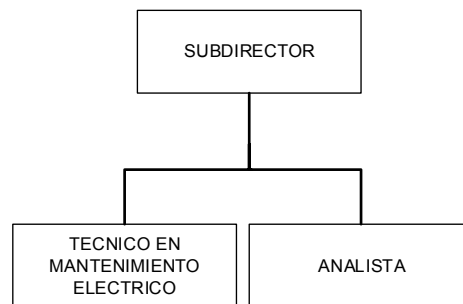 SUBDIRECTOR
TECNICO EN
MANTENIMIENTO
ELECTRICO
ANALISTA